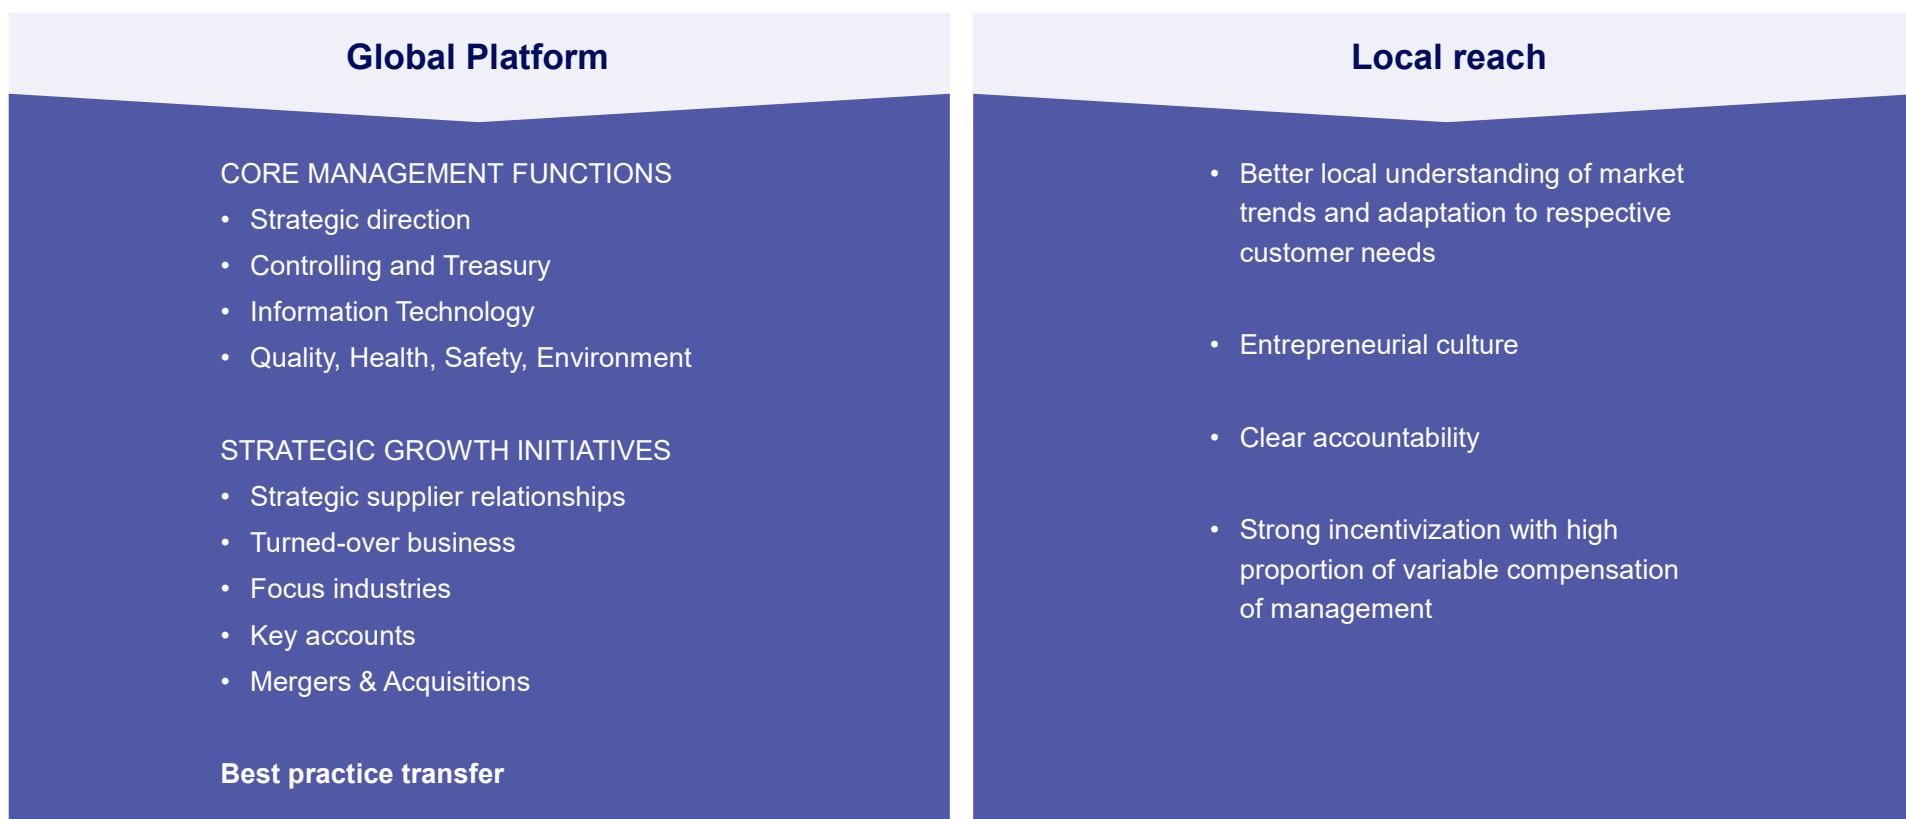 Global Platform
CORE MANAGEMENT FUNCTIONS
• Strategic direction
• Controlling and Treasury
• Information Technology
• Quality, Health, Safety, Environment
STRATEGIC GROWTH INITIATIVES
• Strategic supplier relationships
• Turned-over business
• Focus industries
• Key accounts
• Mergers & Acquisitions
Best practice transfer
Local reach
• Better local understanding of market
trends and adaptation to respective
customer needs
• Entrepreneurial culture
• Clear accountability
• Strong incentivization with high
proportion of variable compensation
of management